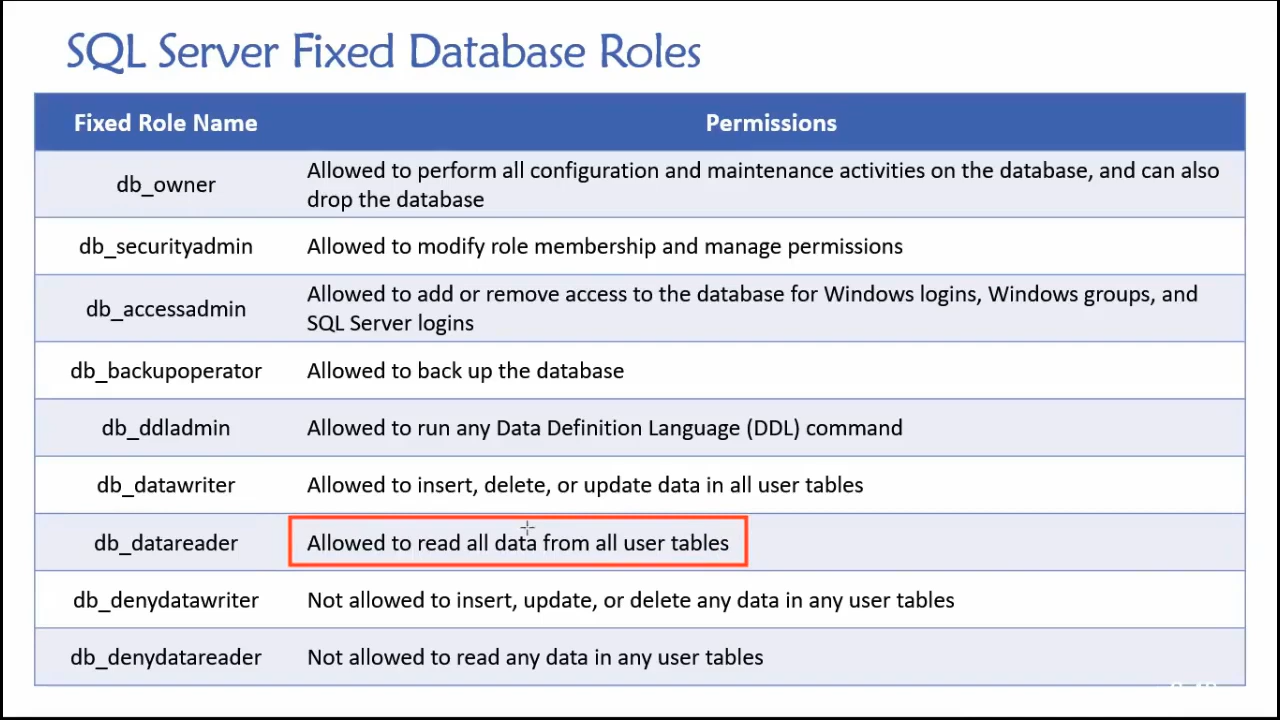 SQL Server Fixed Database Roles
Fixed Role Name Permissions
db_owner Allowed to perform all configuration and maintenance activities on the database, and can also
drop the database
db_securityadmin Allowed to modify role membership and manage permissions
db_accessadmin Allowed to add or remove access to the database for Windows logins, Windows groups, and
SQL Server logins
db_backupoperator Allowed to back up the database
db_ddladmin Allowed to run any Data Definition Language (DDL) command
db_datawriter Allowed to insert, delete, or update data in all user tables
db_datareader Allowed to read all data from all user tables
db_denydatawriter Not allowed to insert, update, or delete any data in any user tables
db_denydatareader Not allowed to read any data in any user tables